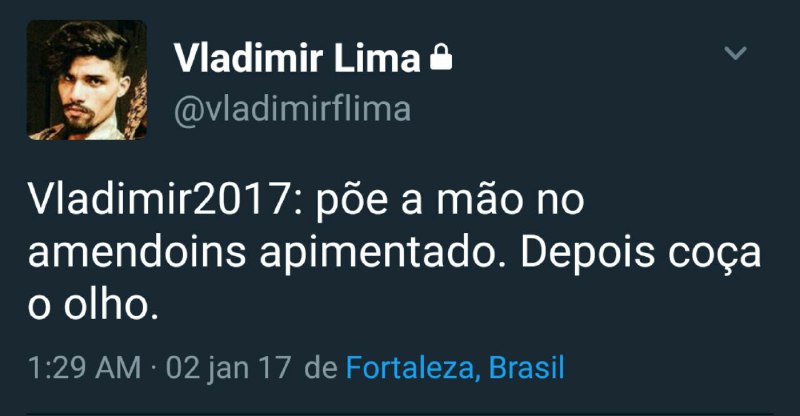 Vladimir Lima
@vladimirflima
Vladimir2017: põe a mão no
amendoins apimentado. Depois coça
o olho.
1:29 AM · 02 jan 17 de Fortaleza, Brasil